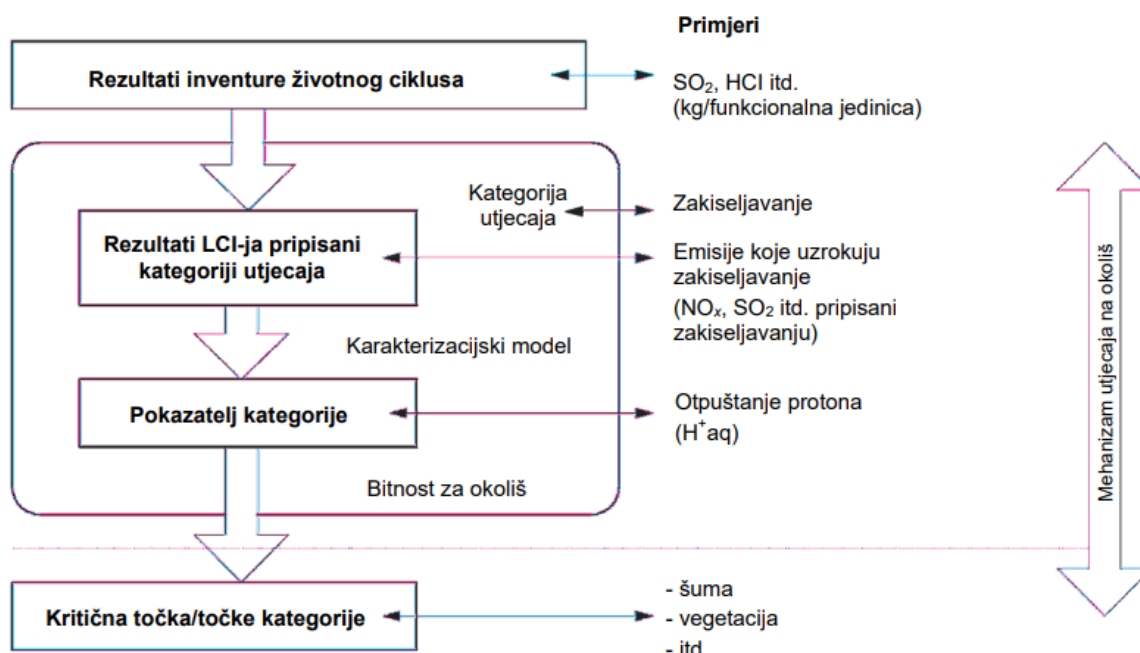 Primjeri
Rezultati inventure životnog ciklusa
SO₂, HCl itd.
(kg/funkcionalna jedinica)
Kategorija
utjecaja
Zakiseljavanje
Rezultati LCI-ja pripisani
kategoriji utjecaja
Emisije koje uzrokuju
zakiseljavanje
(NOₓ, SO₂ itd. pripisani
zakiseljavanju)
Karakterizacijski model
Pokazatelj kategorije
Otpuštanje protona
(H⁺aq)
Bitnost za okoliš
Mehanizam utjecaja na okoliš
Kritična točka/točke kategorije
- šuma
- vegetacija
- itd.